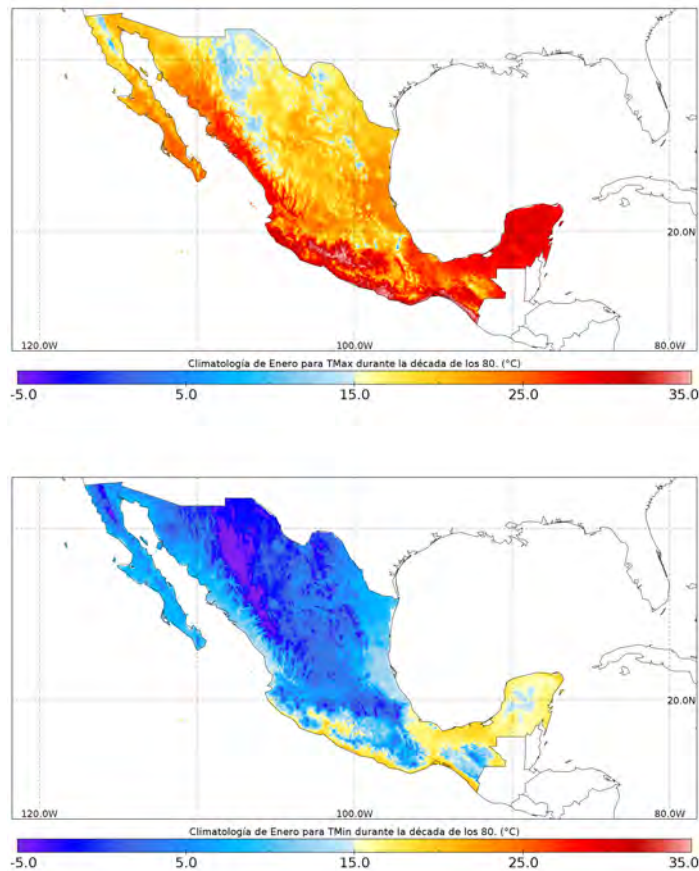 20.0N
120.0W 100.0W 80.0W
Climatología de Enero para TMax durante la década de los 80. (°C)
-5.0 5.0 15.0 25.0 35.0
20.0N
120.0W 100.0W 80.0W
Climatología de Enero para TMin durante la década de los 80. (°C)
-5.0 5.0 15.0 25.0 35.0